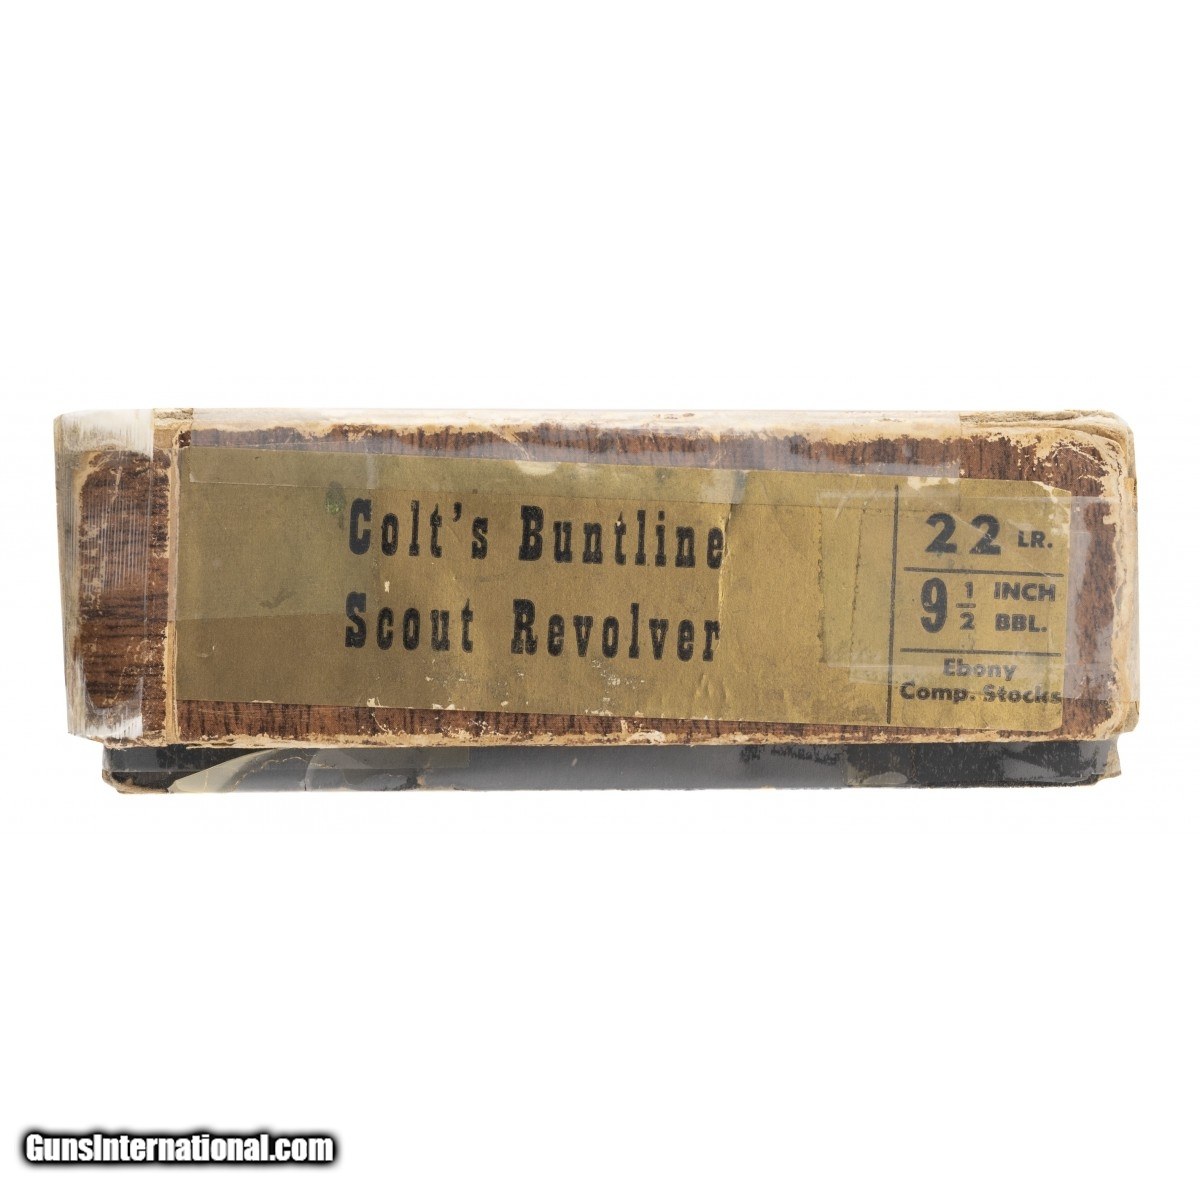 Colt's Buntline
Scout Revolver
22 LR.
9 1/2 INCH BBL.
Ebony
Comp. Stocks
GunsInternational.com